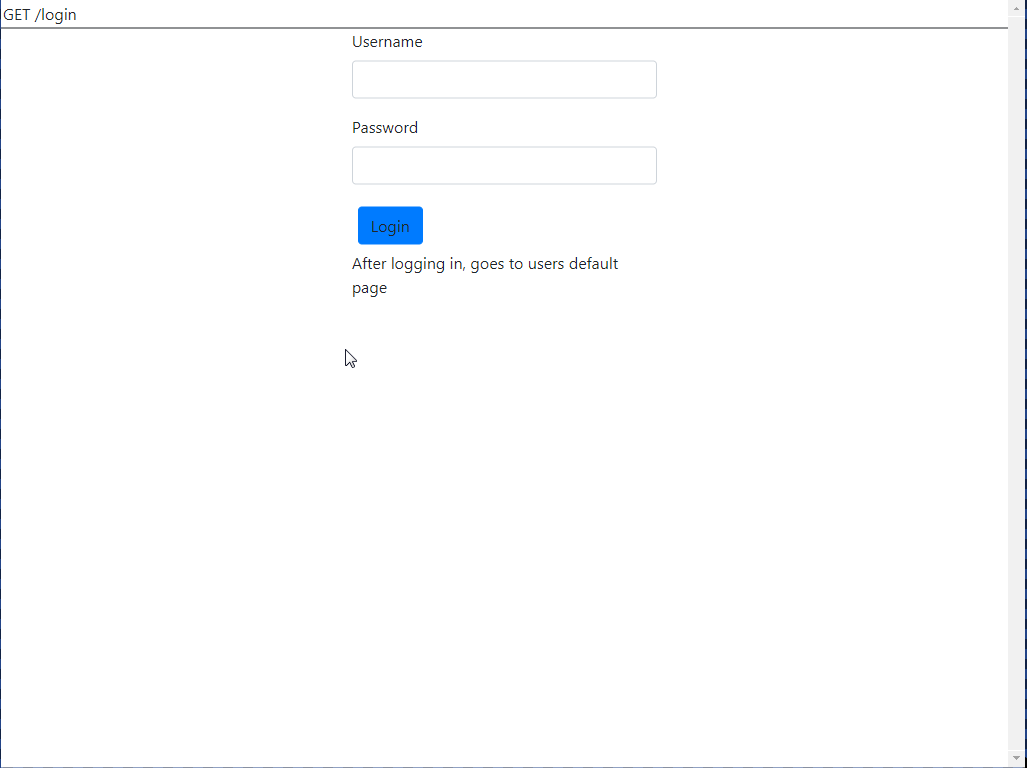 GET /login
Username
Password
Login
After logging in, goes to users default
page